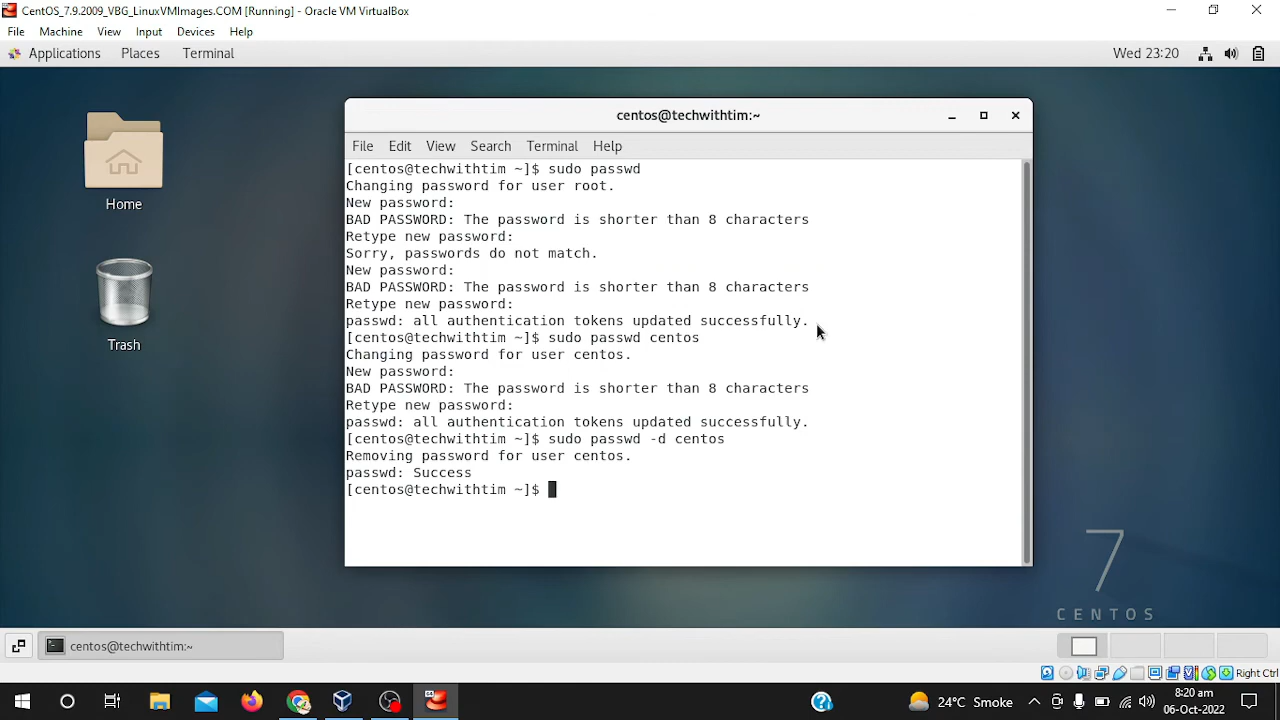 CentOS_7.9.2009_VBG_LinuxVMImages.COM [Running] - Oracle VM VirtualBox
File Machine View Input Devices Help
Applications Places Terminal Wed 23:20
centos@techwithtim:~
File Edit View Search Terminal Help
[centos@techwithtim ~]$ sudo passwd
Changing password for user root.
New password:
BAD PASSWORD: The password is shorter than 8 characters
Retype new password:
Sorry, passwords do not match.
New password:
BAD PASSWORD: The password is shorter than 8 characters
Retype new password:
passwd: all authentication tokens updated successfully.
[centos@techwithtim ~]$ sudo passwd centos
Changing password for user centos.
New password:
BAD PASSWORD: The password is shorter than 8 characters
Retype new password:
passwd: all authentication tokens updated successfully.
[centos@techwithtim ~]$ sudo passwd -d centos
Removing password for user centos.
passwd: Success
[centos@techwithtim ~]$
Home
Trash
7
CENTOS
centos@techwithtim:~
Right Ctrl
24°C Smoke
8:20 am
06-Oct-2022